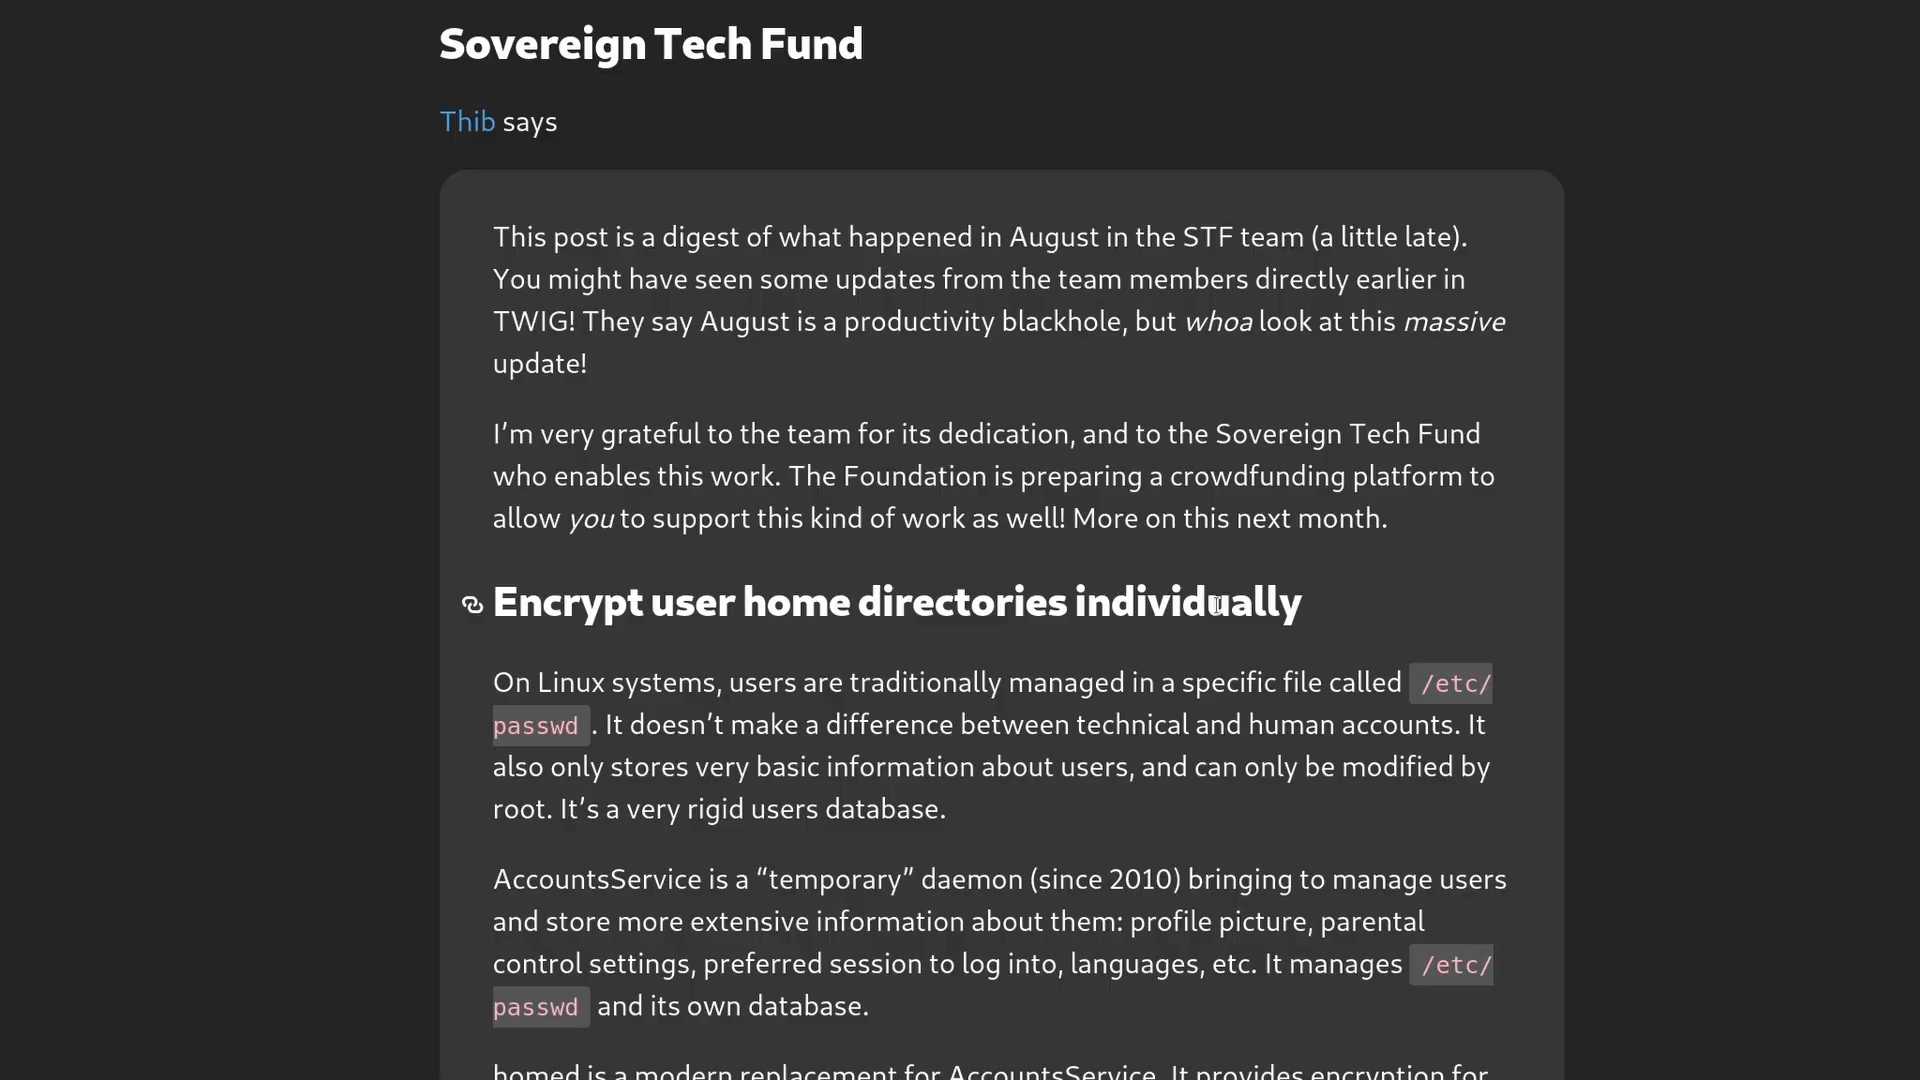 Sovereign Tech Fund
Thib says
This post is a digest of what happened in August in the STF team (a little late).
You might have seen some updates from the team members directly earlier in
TWIG! They say August is a productivity blackhole, but whoa look at this massive
update!
I’m very grateful to the team for its dedication, and to the Sovereign Tech Fund
who enables this work. The Foundation is preparing a crowdfunding platform to
allow you to support this kind of work as well! More on this next month.
Encrypt user home directories individually
On Linux systems, users are traditionally managed in a specific file called /etc/
passwd . It doesn’t make a difference between technical and human accounts. It
also only stores very basic information about users, and can only be modified by
root. It’s a very rigid users database.
AccountsService is a “temporary” daemon (since 2010) bringing to manage users
and store more extensive information about them: profile picture, parental
control settings, preferred session to log into, languages, etc. It manages /etc/
passwd and its own database.
homed is a modern replacement for AccountsService. It provides encryption for